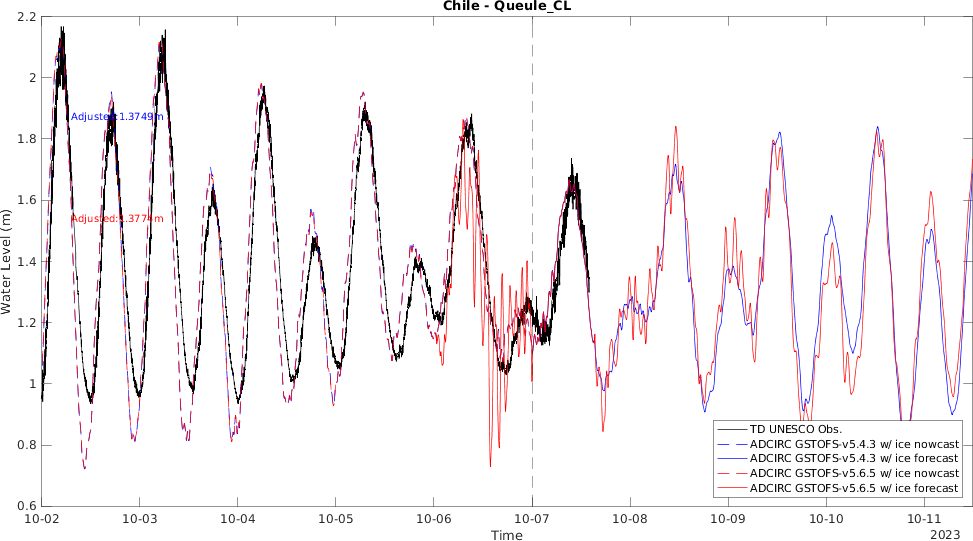 Chile - Queule_CL
2.2
2
1.8
1.6
1.4
1.2
1
0.8
0.6
Water Level (m)
Adjusted:1.3749m
Adjusted:1.3774m
TD UNESCO Obs.
ADCIRC GSTOFS-v5.4.3 w/ ice nowcast
ADCIRC GSTOFS-v5.4.3 w/ ice forecast
ADCIRC GSTOFS-v5.6.5 w/ ice nowcast
ADCIRC GSTOFS-v5.6.5 w/ ice forecast
10-02 10-03 10-04 10-05 10-06 10-07 10-08 10-09 10-10 10-11
Time
2023